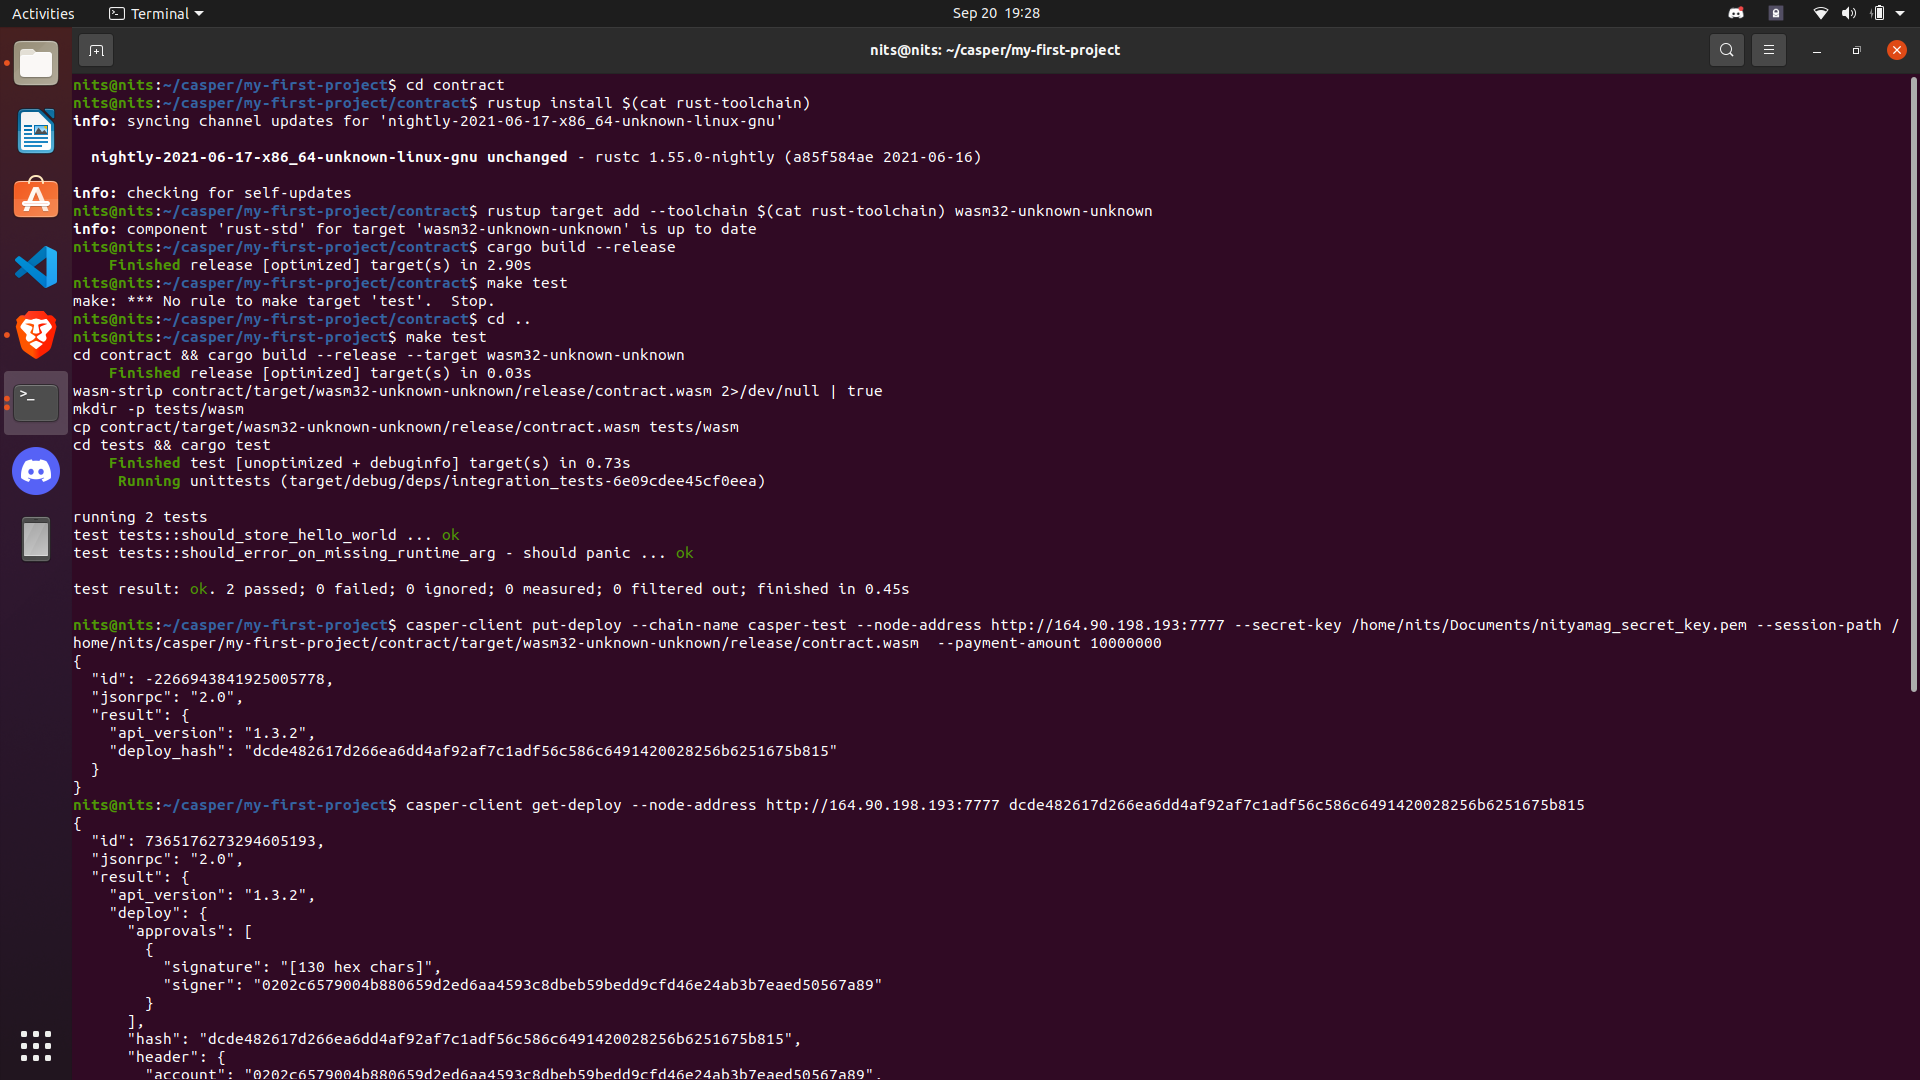 Activities
Terminal
Sep 20 19:28
nits@nits: ~/casper/my-first-project
nits@nits:~/casper/my-first-project$ cd contract
nits@nits:~/casper/my-first-project/contract$ rustup install $(cat rust-toolchain)
info: syncing channel updates for 'nightly-2021-06-17-x86_64-unknown-linux-gnu'
nightly-2021-06-17-x86_64-unknown-linux-gnu unchanged - rustc 1.55.0-nightly (a85f584ae 2021-06-16)
info: checking for self-updates
nits@nits:~/casper/my-first-project/contract$ rustup target add --toolchain $(cat rust-toolchain) wasm32-unknown-unknown
info: component 'rust-std' for target 'wasm32-unknown-unknown' is up to date
nits@nits:~/casper/my-first-project/contract$ cargo build --release
Finished release [optimized] target(s) in 2.90s
nits@nits:~/casper/my-first-project/contract$ make test
make: *** No rule to make target 'test'.  Stop.
nits@nits:~/casper/my-first-project/contract$ cd ..
nits@nits:~/casper/my-first-project$ make test
cd contract && cargo build --release --target wasm32-unknown-unknown
Finished release [optimized] target(s) in 0.03s
wasm-strip contract/target/wasm32-unknown-unknown/release/contract.wasm 2>/dev/null | true
mkdir -p tests/wasm
cp contract/target/wasm32-unknown-unknown/release/contract.wasm tests/wasm
cd tests && cargo test
Finished test [unoptimized + debuginfo] target(s) in 0.73s
Running unittests (target/debug/deps/integration_tests-6e09cdee45cf0eea)
running 2 tests
test tests::should_store_hello_world ... ok
test tests::should_error_on_missing_runtime_arg - should panic ... ok
test result: ok. 2 passed; 0 failed; 0 ignored; 0 measured; 0 filtered out; finished in 0.45s
nits@nits:~/casper/my-first-project$ casper-client put-deploy --chain-name casper-test --node-address http://164.90.198.193:7777 --secret-key /home/nits/Documents/nityamag_secret_key.pem --session-path /
home/nits/casper/my-first-project/contract/target/wasm32-unknown-unknown/release/contract.wasm  --payment-amount 10000000
{
"id": -2266943841925005778,
"jsonrpc": "2.0",
"result": {
"api_version": "1.3.2",
"deploy_hash": "dcde482617d266ea6dd4af92af7c1adf56c586c6491420028256b6251675b815"
}
}
nits@nits:~/casper/my-first-project$ casper-client get-deploy --node-address http://164.90.198.193:7777 dcde482617d266ea6dd4af92af7c1adf56c586c6491420028256b6251675b815
{
"id": 7365176273294605193,
"jsonrpc": "2.0",
"result": {
"api_version": "1.3.2",
"deploy": {
"approvals": [
{
"signature": "[130 hex chars]",
"signer": "0202c6579004b880659d2ed6aa4593c8dbeb59bedd9cfd46e24ab3b7eaed50567a89"
}
],
"hash": "dcde482617d266ea6dd4af92af7c1adf56c586c6491420028256b6251675b815",
"header": {
"account": "0202c6579004b880659d2ed6aa4593c8dbeb59bedd9cfd46e24ab3b7eaed50567a89",